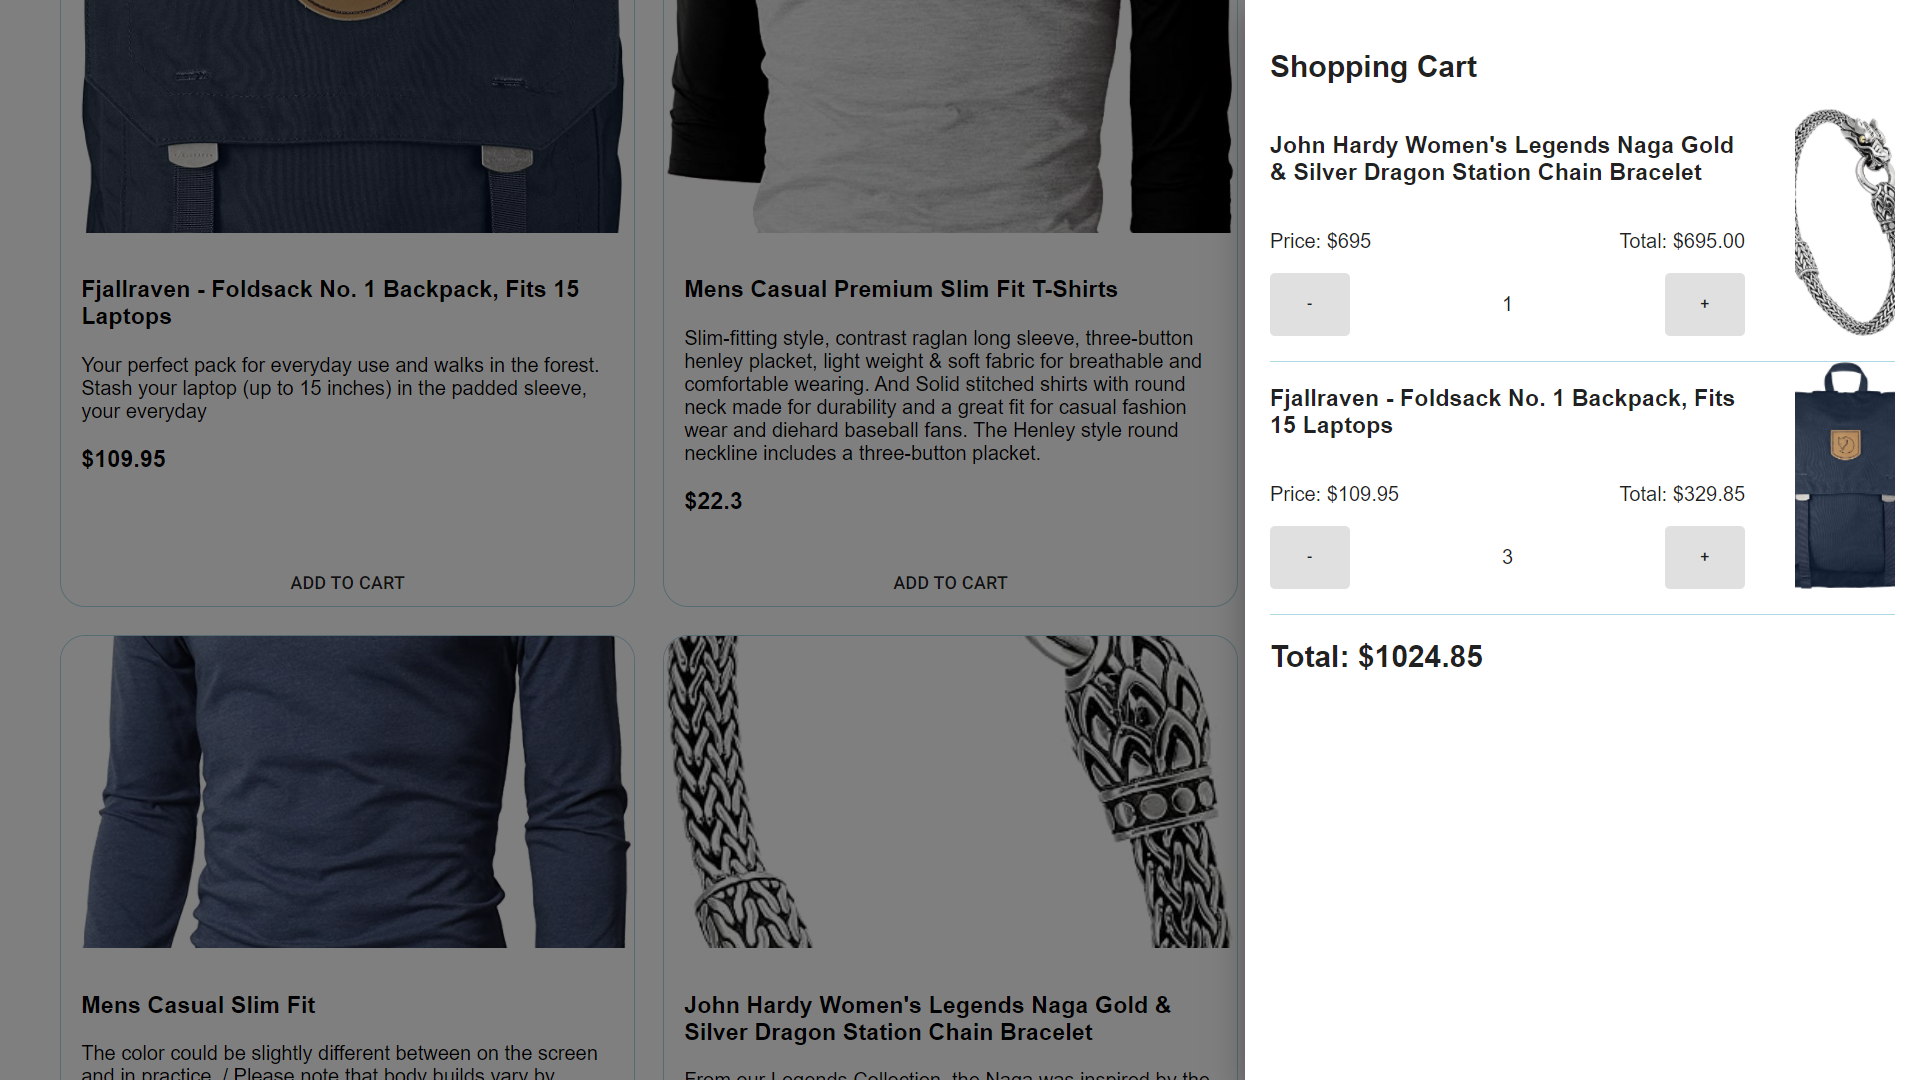 Fjallraven - Foldsack No. 1 Backpack, Fits 15
Laptops
Your perfect pack for everyday use and walks in the forest.
Stash your laptop (up to 15 inches) in the padded sleeve,
your everyday
$109.95
ADD TO CART
Mens Casual Premium Slim Fit T-Shirts
Slim-fitting style, contrast raglan long sleeve, three-button
henley placket, light weight & soft fabric for breathable and
comfortable wearing. And Solid stitched shirts with round
neck made for durability and a great fit for casual fashion
wear and diehard baseball fans. The Henley style round
neckline includes a three-button placket.
$22.3
ADD TO CART
Mens Casual Slim Fit
The color could be slightly different between on the screen
and in practice. / Please note that body builds vary by
John Hardy Women's Legends Naga Gold &
Silver Dragon Station Chain Bracelet
From our Legends Collection, the Naga was inspired by the
Shopping Cart
John Hardy Women's Legends Naga Gold
& Silver Dragon Station Chain Bracelet
Price: $695 Total: $695.00
- 1 +
Fjallraven - Foldsack No. 1 Backpack, Fits
15 Laptops
Price: $109.95 Total: $329.85
- 3 +
Total: $1024.85